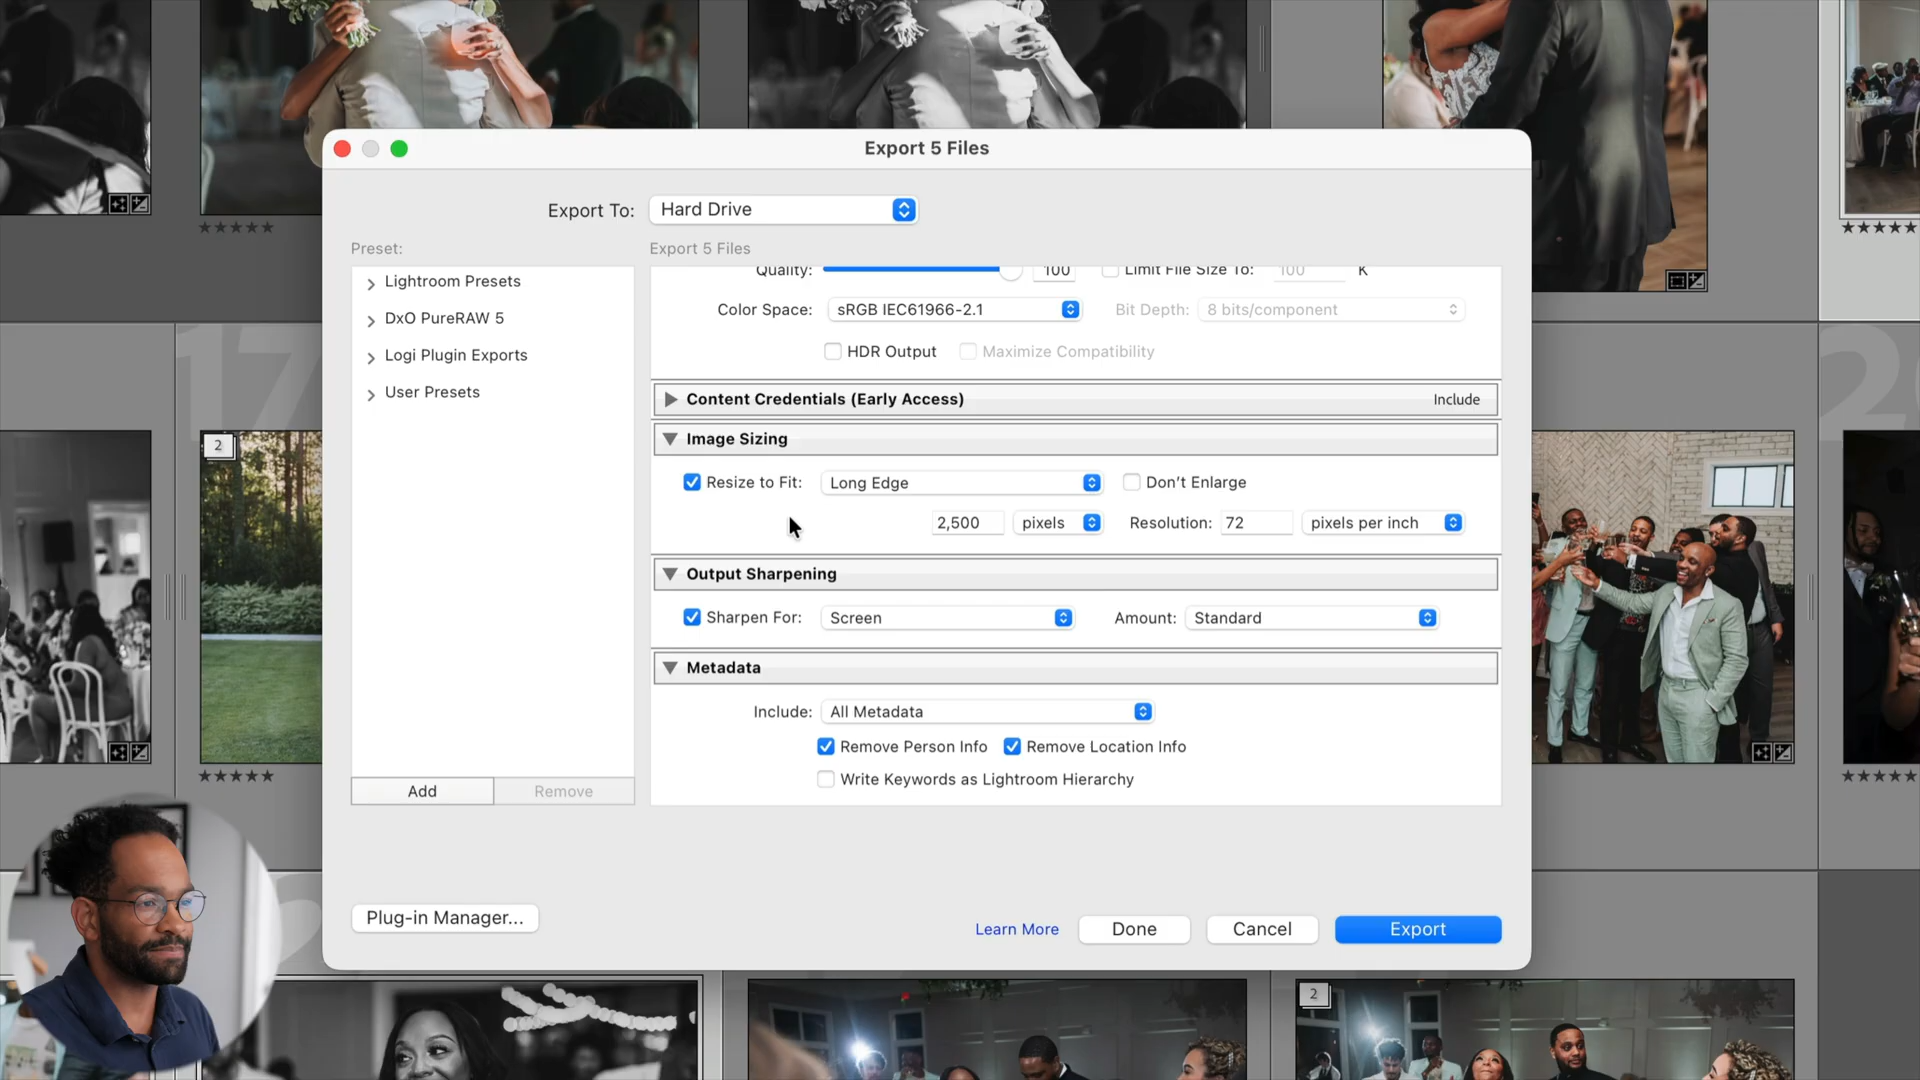 Export 5 Files
Export To: Hard Drive
Preset:
Export 5 Files
Lightroom Presets
DxO PureRAW 5
Logi Plugin Exports
User Presets
Add
Remove
Quality: 100 Limit File Size To: 100 K
Color Space: sRGB IEC61966-2.1 Bit Depth: 8 bits/component
HDR Output Maximize Compatibility
Content Credentials (Early Access) Include
Image Sizing
Resize to Fit: Long Edge Don't Enlarge
2,500 pixels Resolution: 72 pixels per inch
Output Sharpening
Sharpen For: Screen Amount: Standard
Metadata
Include: All Metadata
Remove Person Info Remove Location Info
Write Keywords as Lightroom Hierarchy
Plug-in Manager...
Learn More Done Cancel Export
17
2
2